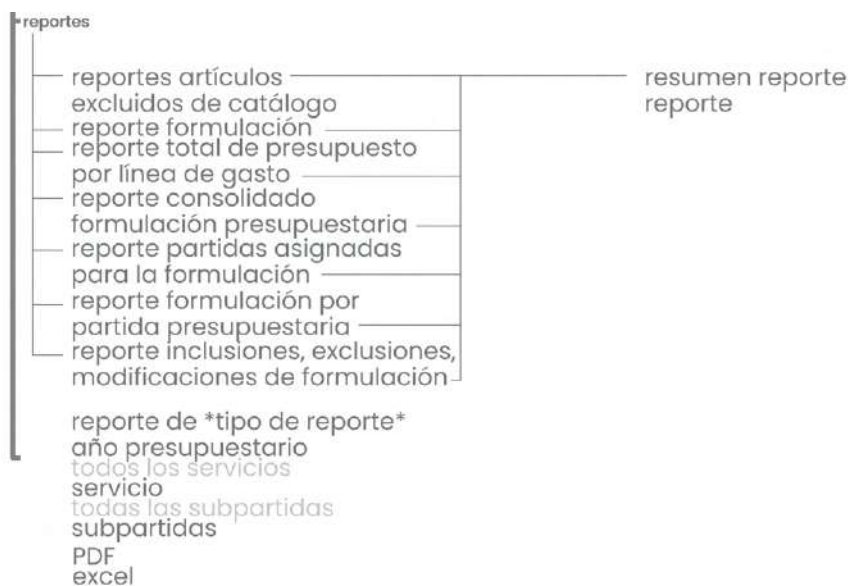 reportes
reportes artículos
excluidos de catálogo
reporte formulación
reporte total de presupuesto
por línea de gasto
reporte consolidado
formulación presupuestaria
reporte partidas asignadas
para la formulación
reporte formulación por
partida presupuestaria
reporte inclusiones, exclusiones,
modificaciones de formulación
resumen reporte
reporte
reporte de *tipo de reporte*
año presupuestario
todos los servicios
servicio
todas las subpartidas
subpartidas
PDF
excel